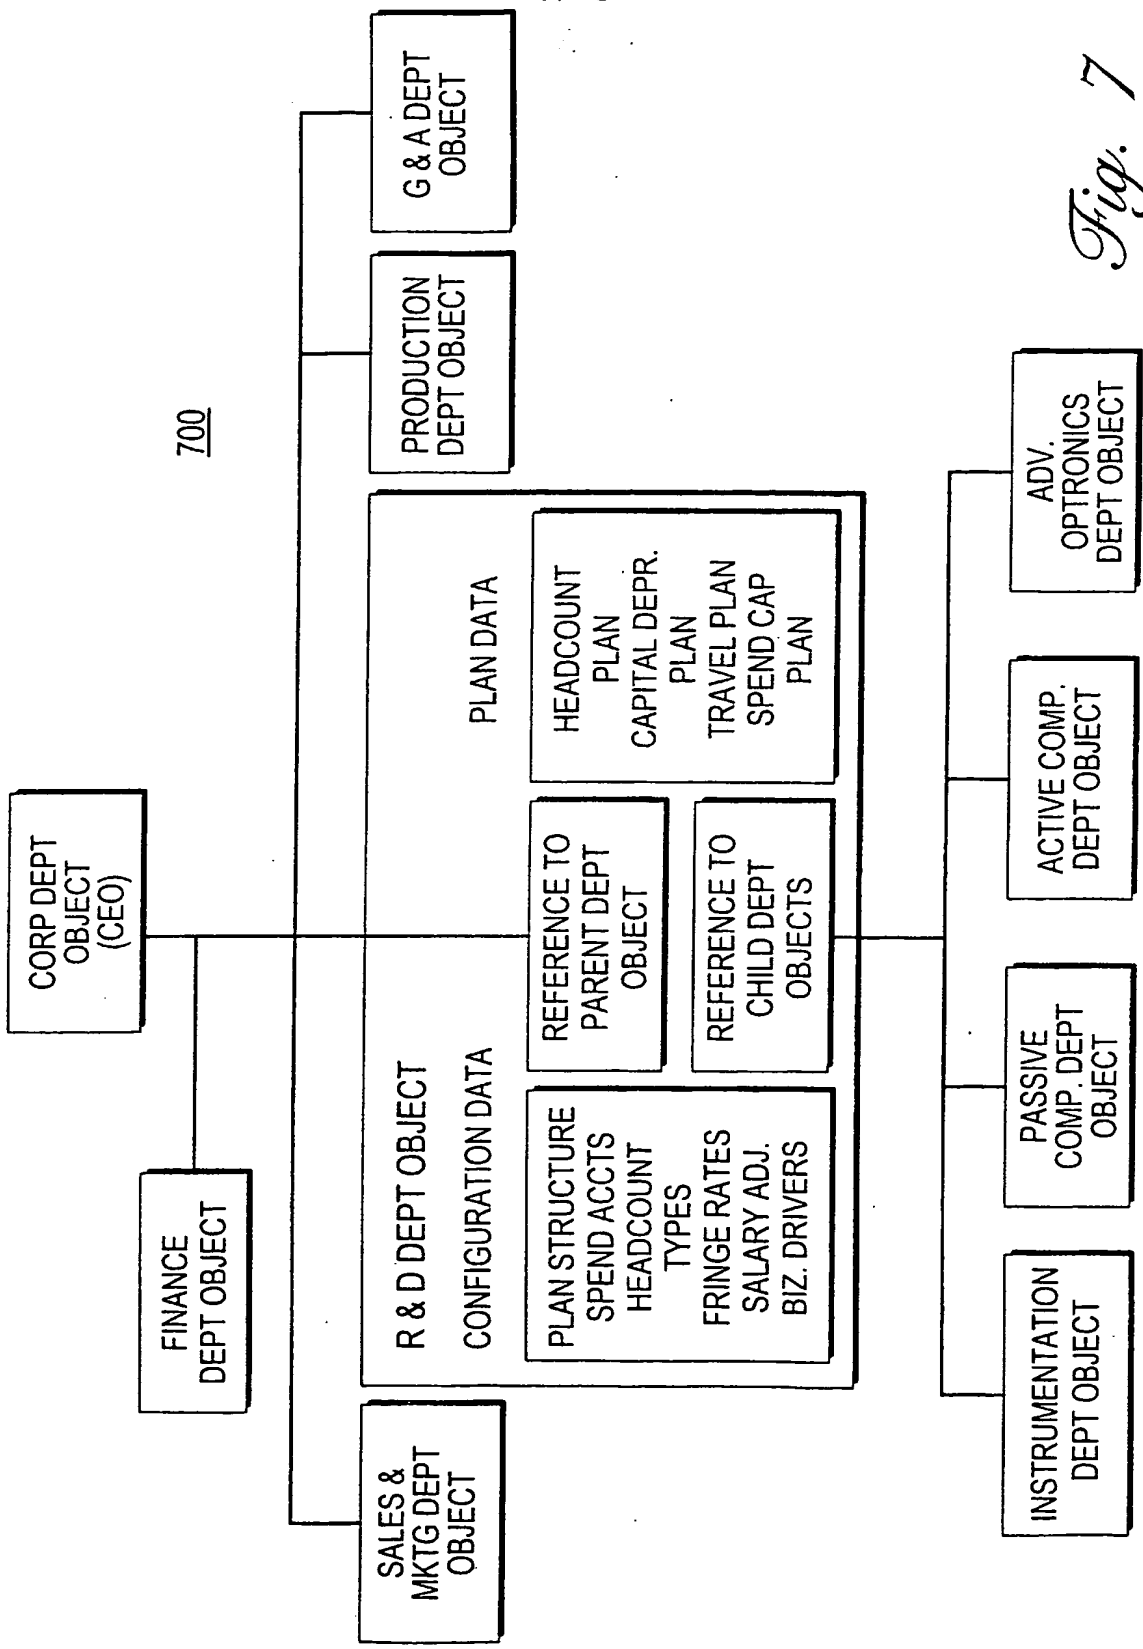 700
CORP DEPT
OBJECT
(CEO)
FINANCE
DEPT OBJECT
SALES &
MKTG DEPT
OBJECT
R & D DEPT OBJECT
CONFIGURATION DATA
PLAN STRUCTURE
SPEND ACCTS
HEADCOUNT
TYPES
FRINGE RATES
SALARY ADJ.
BIZ. DRIVERS
REFERENCE TO
PARENT DEPT
OBJECT
REFERENCE TO
CHILD DEPT
OBJECTS
PLAN DATA
HEADCOUNT
PLAN
CAPITAL DEPR.
PLAN
TRAVEL PLAN
SPEND CAP
PLAN
PRODUCTION
DEPT OBJECT
G & A DEPT
OBJECT
INSTRUMENTATION
DEPT OBJECT
PASSIVE
COMP. DEPT
OBJECT
ACTIVE COMP.
DEPT OBJECT
ADV.
OPTRONICS
DEPT OBJECT
Fig. 7